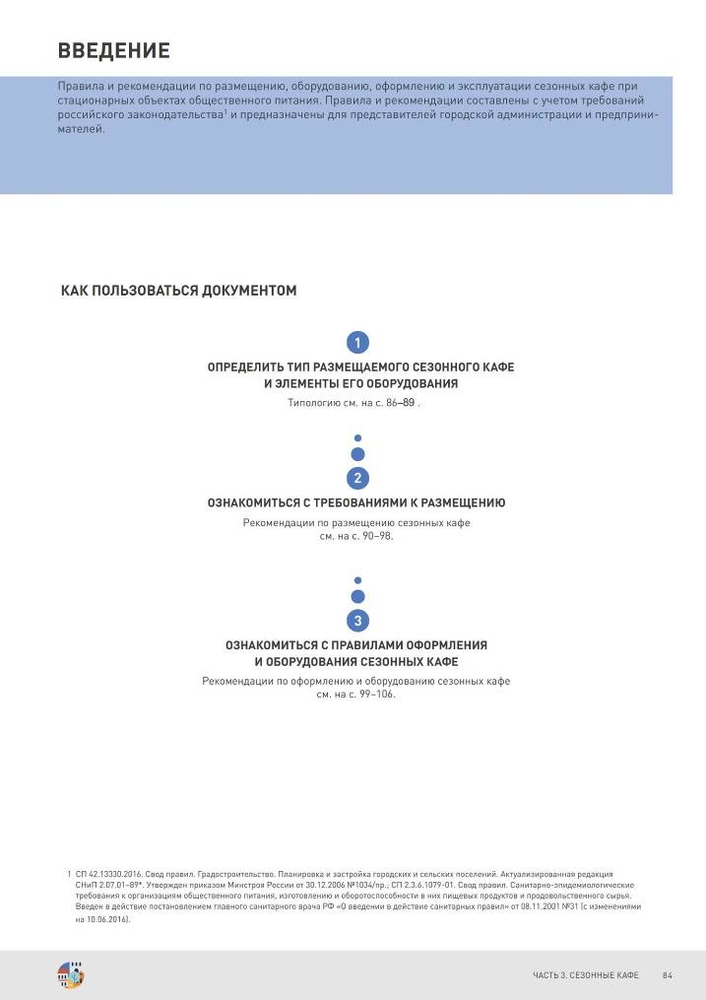 ВВЕДЕНИЕ
Правила и рекомендации по размещению, оборудованию, оформлению и эксплуатации сезонных кафе при
стационарных объектах общественного питания. Правила и рекомендации составлены с учетом требований
российского законодательства¹ и предназначены для представителей городской администрации и предприни-
мателей.
КАК ПОЛЬЗОВАТЬСЯ ДОКУМЕНТОМ
1
ОПРЕДЕЛИТЬ ТИП РАЗМЕЩАЕМОГО СЕЗОННОГО КАФЕ
И ЭЛЕМЕНТЫ ЕГО ОБОРУДОВАНИЯ
Типологию см. на с. 86–89 .
2
ОЗНАКОМИТЬСЯ С ТРЕБОВАНИЯМИ К РАЗМЕЩЕНИЮ
Рекомендации по размещению сезонных кафе
см. на с. 90–98.
3
ОЗНАКОМИТЬСЯ С ПРАВИЛАМИ ОФОРМЛЕНИЯ
И ОБОРУДОВАНИЯ СЕЗОННЫХ КАФЕ
Рекомендации по оформлению и оборудованию сезонных кафе
см. на с. 99–106.
1 СП 42.13330.2016. Свод правил. Градостроительство. Планировка и застройка городских и сельских поселений. Актуализированная редакция
СНиП 2.07.01–89*. Утвержден приказом Минстроя России от 30.12.2006 №1034/пр.; СП 2.3.6.1079-01. Свод правил. Санитарно-эпидемиологические
требования к организациям общественного питания, изготовлению и оборотоспособности в них пищевых продуктов и продовольственного сырья.
Введен в действие постановлением главного санитарного врача РФ «О введении в действие санитарных правил» от 08.11.2001 №31 (с изменениями
на 10.06.2016).
ЧАСТЬ 3. СЕЗОННЫЕ КАФЕ 84